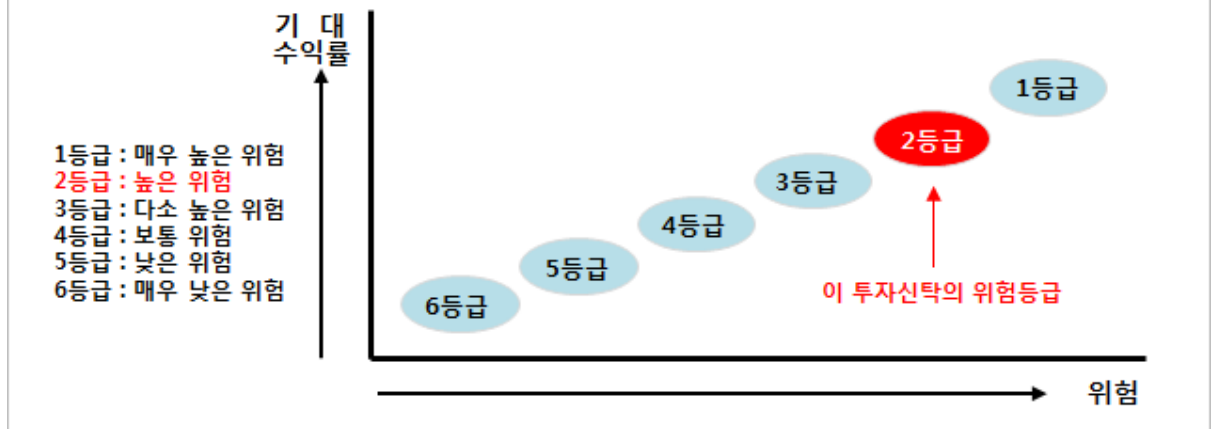 기 대
수익률
1등급 : 매우 높은 위험
2등급 : 높은 위험
3등급 : 다소 높은 위험
4등급 : 보통 위험
5등급 : 낮은 위험
6등급 : 매우 낮은 위험
1등급
2등급
3등급
4등급
5등급
6등급
이 투자신탁의 위험등급
위험